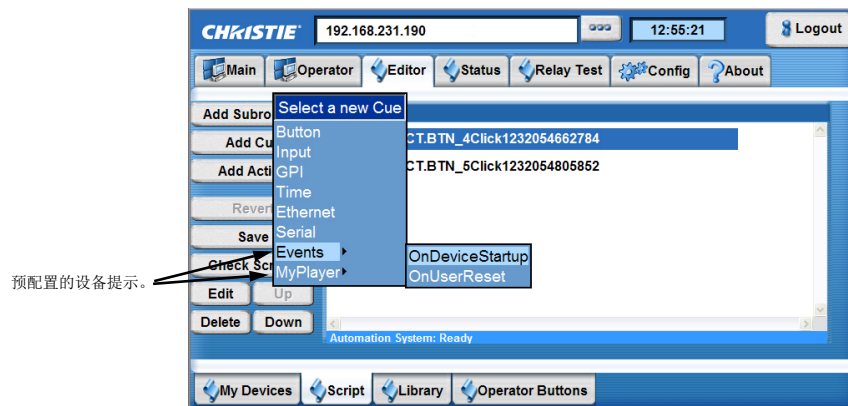 CHRISTIE 192.168.231.190 12:55:21 Logout
Main Operator Editor Status Relay Test Config About
Add Subro
Select a new Cue
Add Cu
Button
CT.BTN_4Click1232054662784
Input
Add Acti
GPI
CT.BTN_5Click1232054805852
Time
Revert
Ethernet
Save
Serial
Events
OnDeviceStartup
Check Scr
MyPlayer
OnUserReset
预配置的设备提示。
Edit Up
Delete Down
Automation System: Ready
My Devices Script Library Operator Buttons